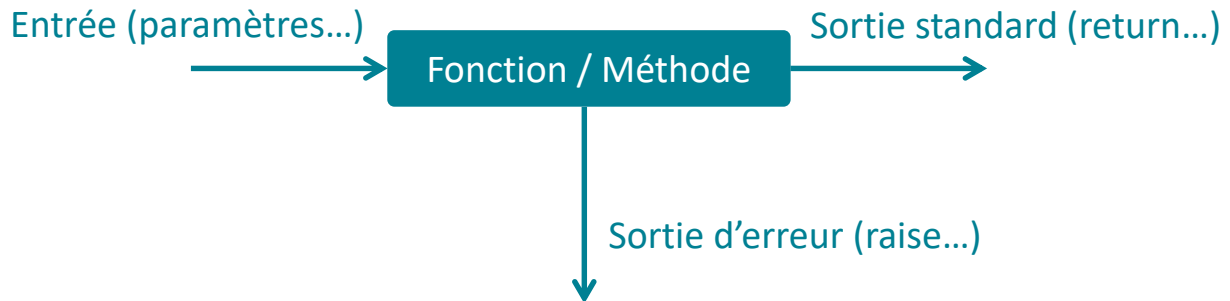 Entrée (paramètres…)
Sortie standard (return…)
Fonction / Méthode
Sortie d’erreur (raise…)